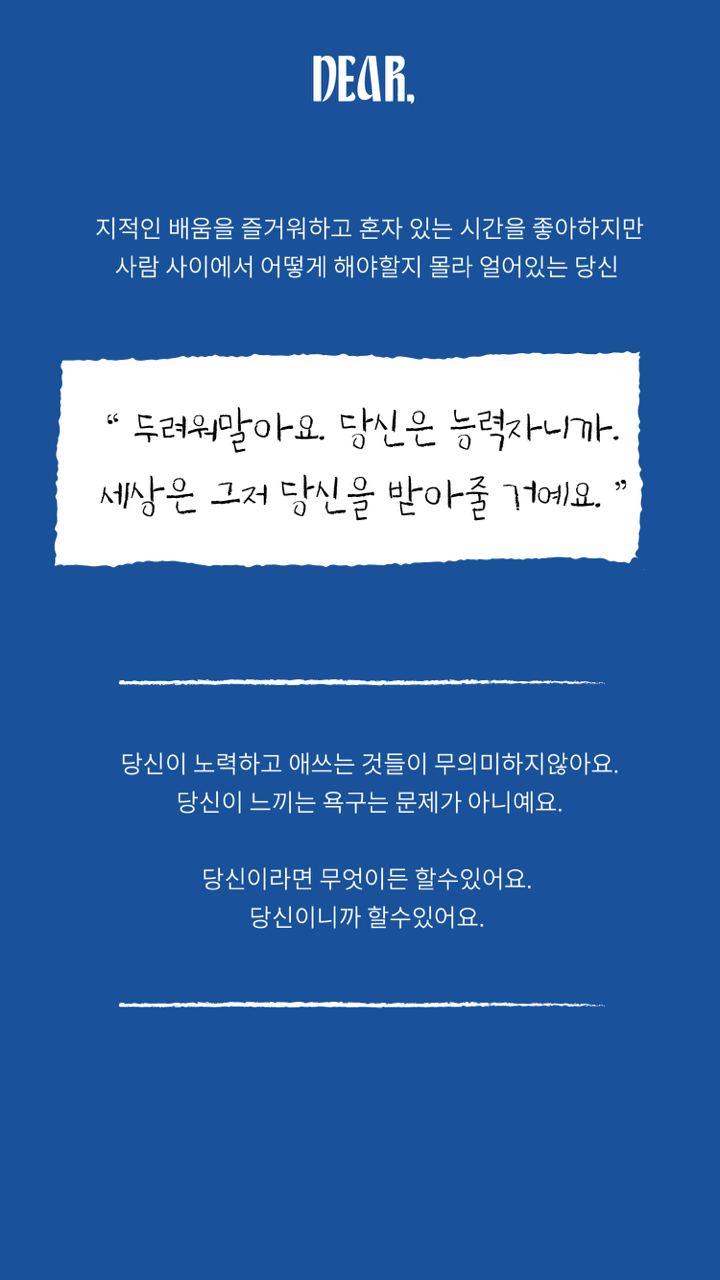 DEAR,
지적인 배움을 즐거워하고 혼자 있는 시간을 좋아하지만
사람 사이에서 어떻게 해야할지 몰라 얼어있는 당신
“ 두려워말아요. 당신은 능력자니까.
세상은 그저 당신을 받아줄 거예요. ”
당신이 노력하고 애쓰는 것들이 무의미하지않아요.
당신이 느끼는 욕구는 문제가 아니예요.
당신이라면 무엇이든 할수있어요.
당신이니까 할수있어요.